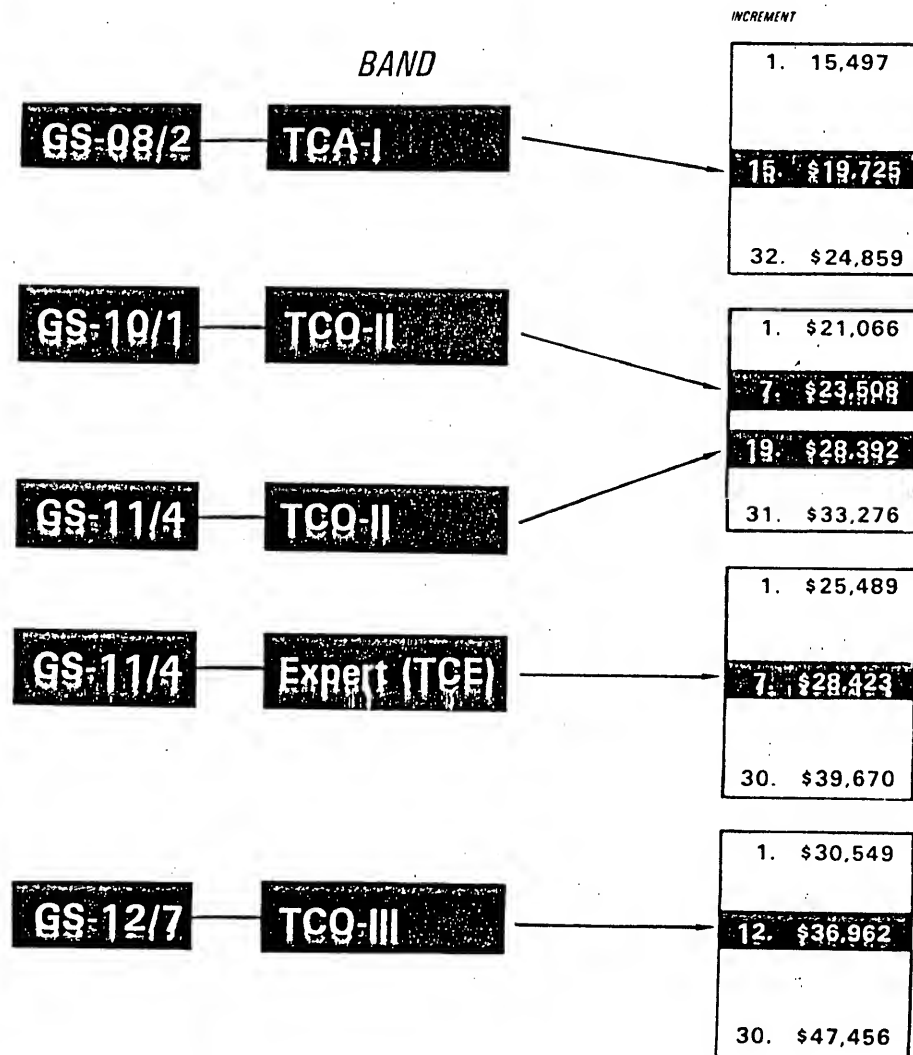 INCREMENT
BAND
1. 15,497
GS-08/2 TCA-I
15. $19,725
32. $24,859
GS-10/1 TCO-II
1. $21,066
7. $23,508
19. $28,392
GS-11/4 TCO-II
31. $33,276
1. $25,489
GS-11/4 Expert (TCE)
7. $28,423
30. $39,670
1. $30,549
GS-12/7 TCO-III
12. $36,962
30. $47,456